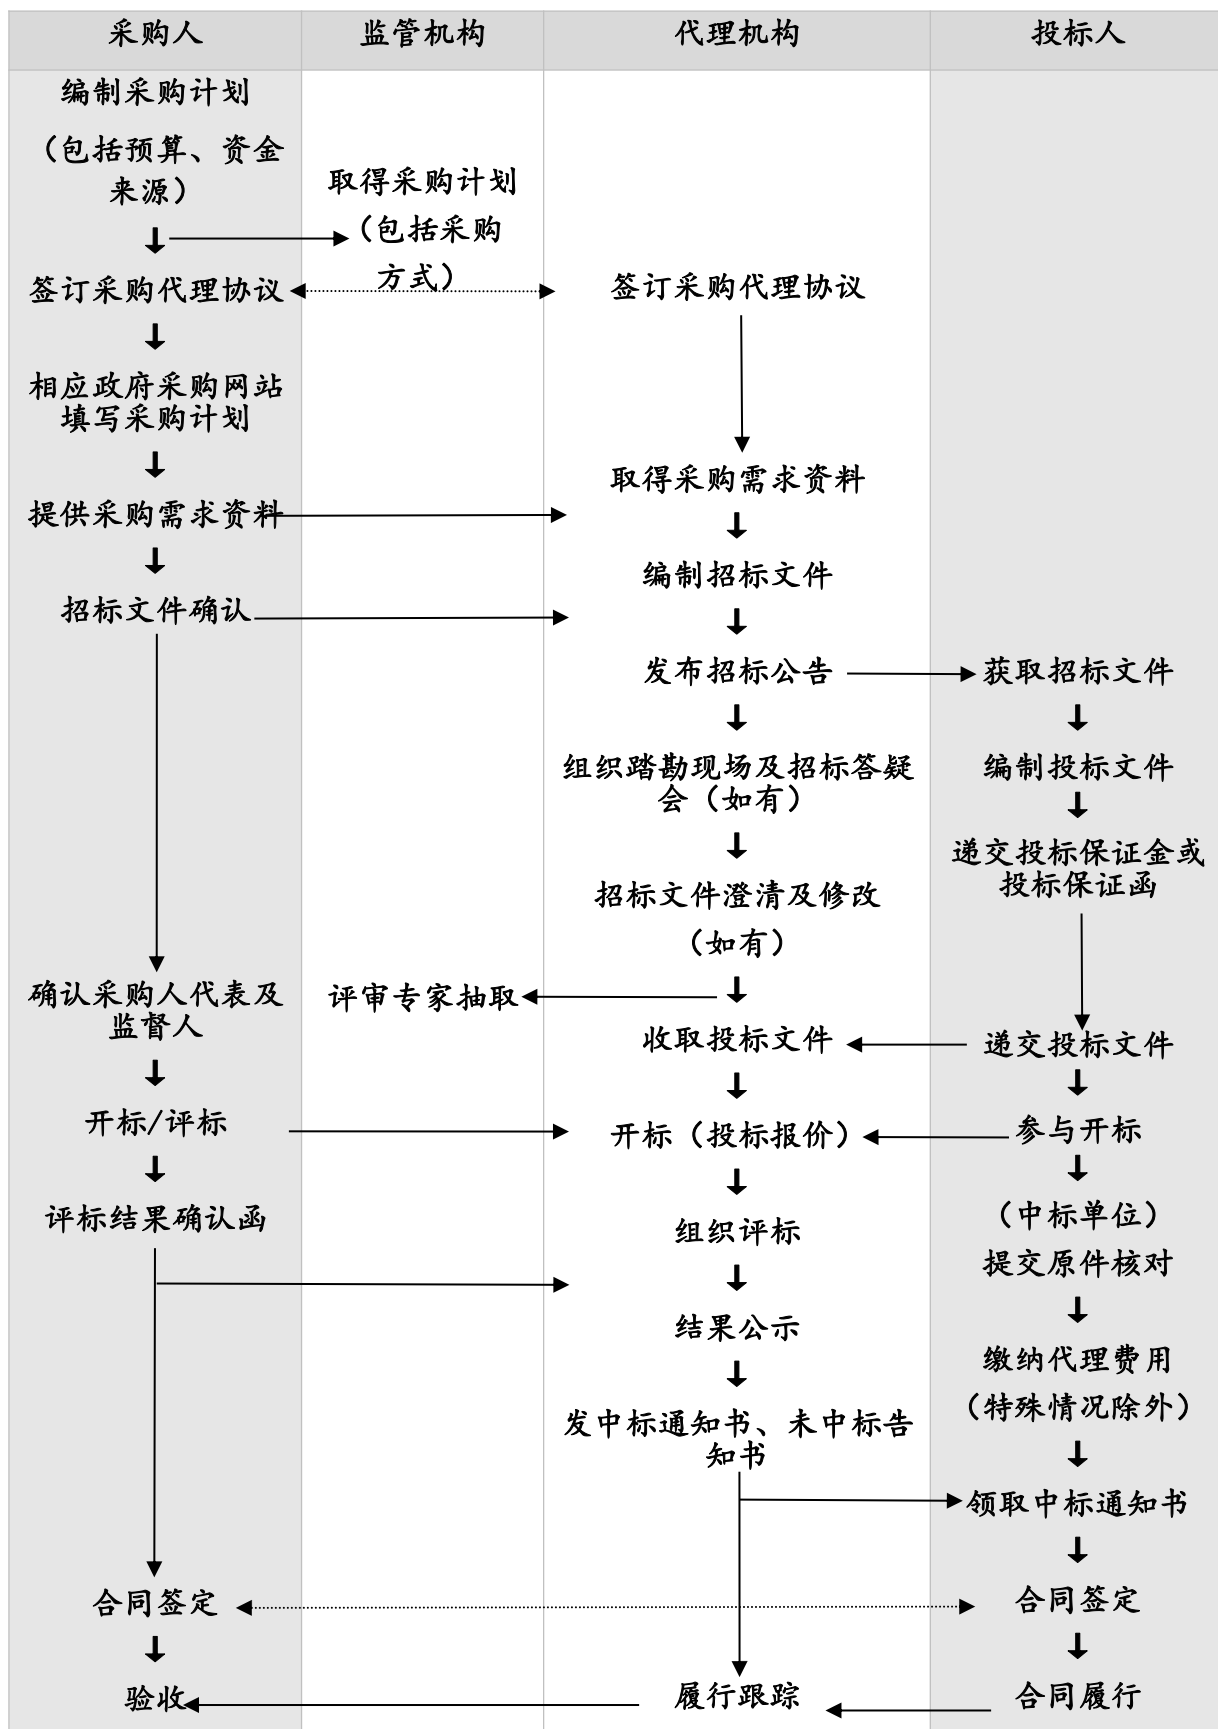 采购人
监管机构
代理机构
投标人
编制采购计划
（包括预算、资金
来源）
签订采购代理协议
相应政府采购网站
填写采购计划
提供采购需求资料
招标文件确认
确认采购人代表及
监督人
开标/评标
评标结果确认函
合同签定
验收
取得采购计划
（包括采购
方式）
评审专家抽取
签订采购代理协议
取得采购需求资料
编制招标文件
发布招标公告
组织踏勘现场及招标答疑
会（如有）
招标文件澄清及修改
（如有）
收取投标文件
开标（投标报价）
组织评标
结果公示
发中标通知书、未中标告
知书
履行跟踪
获取招标文件
编制投标文件
递交投标保证金或
投标保证函
递交投标文件
参与开标
（中标单位）
提交原件核对
缴纳代理费用
（特殊情况除外）
领取中标通知书
合同签定
合同履行